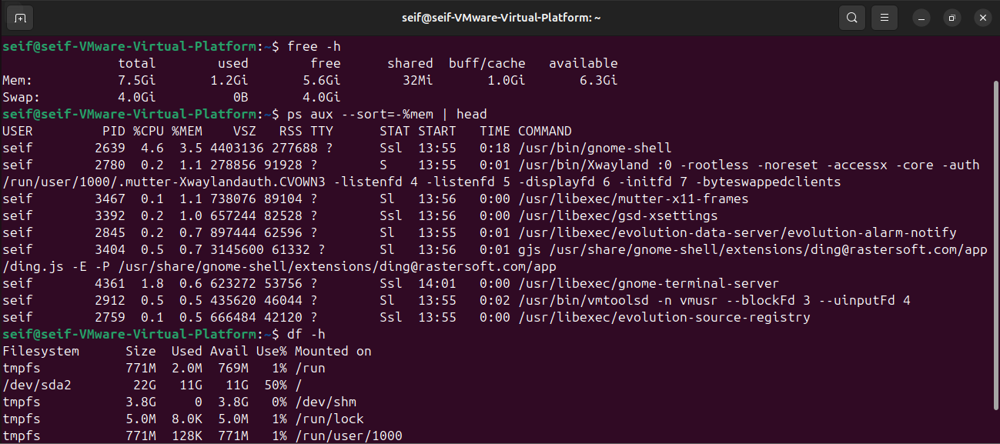 seif@seif-VMware-Virtual-Platform: ~
seif@seif-VMware-Virtual-Platform:~$ free -h
               total        used        free      shared  buff/cache   available
Mem:           7.5Gi       1.2Gi       5.6Gi        32Mi       1.0Gi       6.3Gi
Swap:          4.0Gi          0B       4.0Gi
seif@seif-VMware-Virtual-Platform:~$ ps aux --sort=-%mem | head
USER         PID %CPU %MEM    VSZ   RSS TTY      STAT START   TIME COMMAND
seif        2639  4.6  3.5 4403136 277688 ?      Ssl  13:55   0:18 /usr/bin/gnome-shell
seif        2780  0.2  1.1 278856 91928 ?        S    13:55   0:01 /usr/bin/Xwayland :0 -rootless -noreset -accessx -core -auth
/run/user/1000/.mutter-Xwaylandauth.CVOWN3 -listenfd 4 -listenfd 5 -displayfd 6 -initfd 7 -byteswappedclients
seif        3467  0.1  1.1 738076 89104 ?        Sl   13:56   0:00 /usr/libexec/mutter-x11-frames
seif        3392  0.2  1.0 657244 82528 ?        Ssl  13:56   0:00 /usr/libexec/gsd-xsettings
seif        2845  0.2  0.7 897444 62596 ?        Sl   13:55   0:01 /usr/libexec/evolution-data-server/evolution-alarm-notify
seif        3404  0.5  0.7 3145600 61332 ?       Sl   13:56   0:01 gjs /usr/share/gnome-shell/extensions/ding@rastersoft.com/app
/ding.js -E -P /usr/share/gnome-shell/extensions/ding@rastersoft.com/app
seif        4361  1.8  0.6 623272 53756 ?        Ssl  14:01   0:00 /usr/libexec/gnome-terminal-server
seif        2912  0.5  0.5 435620 46044 ?        Sl   13:55   0:02 /usr/bin/vmtoolsd -n vmusr --blockFd 3 --uinputFd 4
seif        2759  0.1  0.5 666484 42120 ?        Ssl  13:55   0:00 /usr/libexec/evolution-source-registry
seif@seif-VMware-Virtual-Platform:~$ df -h
Filesystem      Size  Used Avail Use% Mounted on
tmpfs           771M  2.0M  769M   1% /run
/dev/sda2        22G   11G   11G  50% /
tmpfs           3.8G     0  3.8G   0% /dev/shm
tmpfs           5.0M  8.0K  5.0M   1% /run/lock
tmpfs           771M  128K  771M   1% /run/user/1000